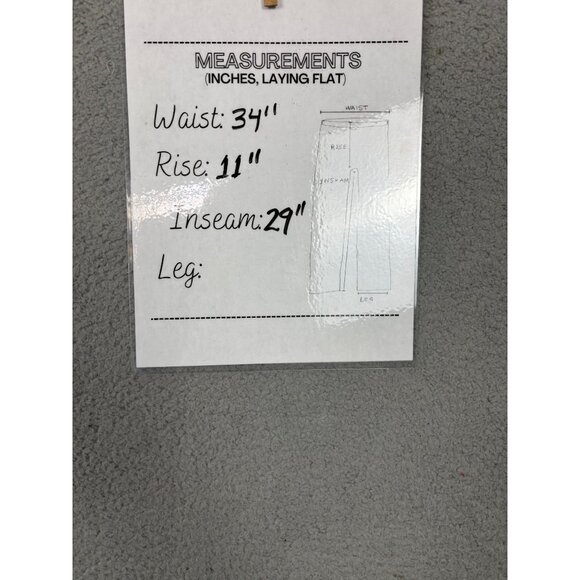 MEASUREMENTS
(INCHES, LAYING FLAT)
Waist: 34"
Rise: 11"
Inseam: 29"
Leg:
WAIST
RISE
INSEAM
LEG